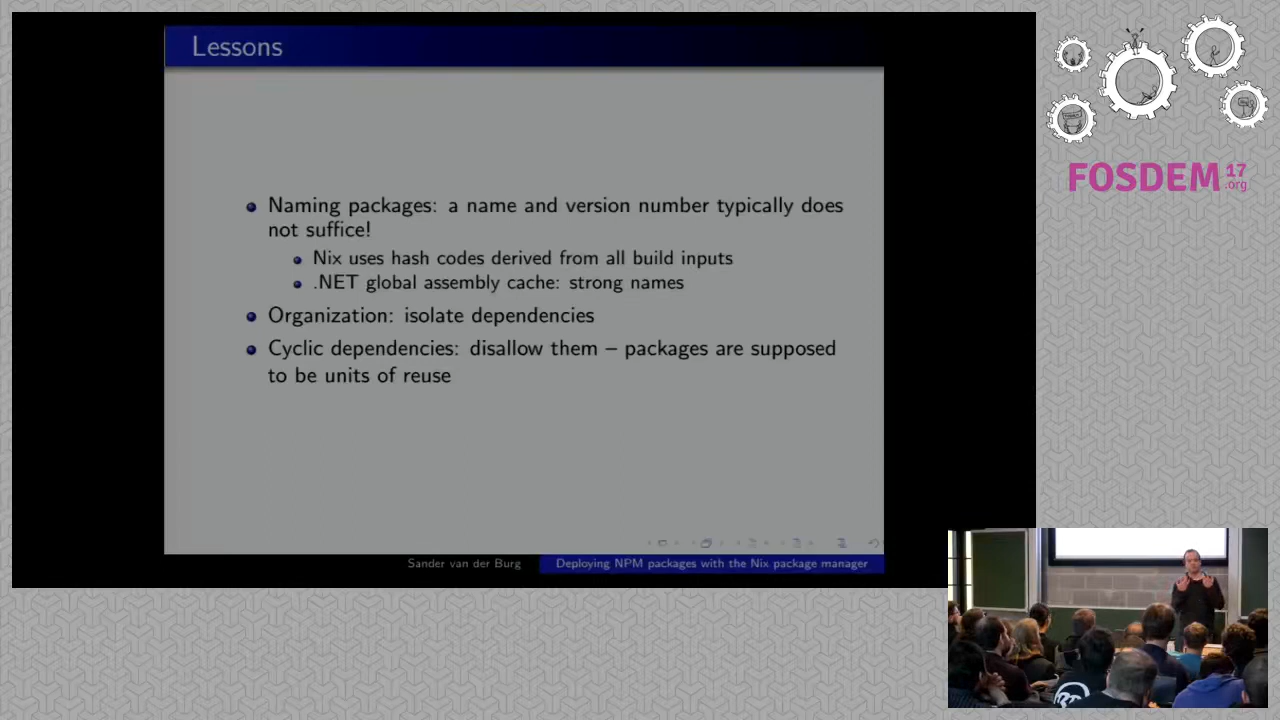 Lessons
Naming packages: a name and version number typically does
not suffice!
Nix uses hash codes derived from all build inputs
.NET global assembly cache: strong names
Organization: isolate dependencies
Cyclic dependencies: disallow them – packages are supposed
to be units of reuse
Sander van der Burg
Deploying NPM packages with the Nix package manager
FOSDEM 17
.org